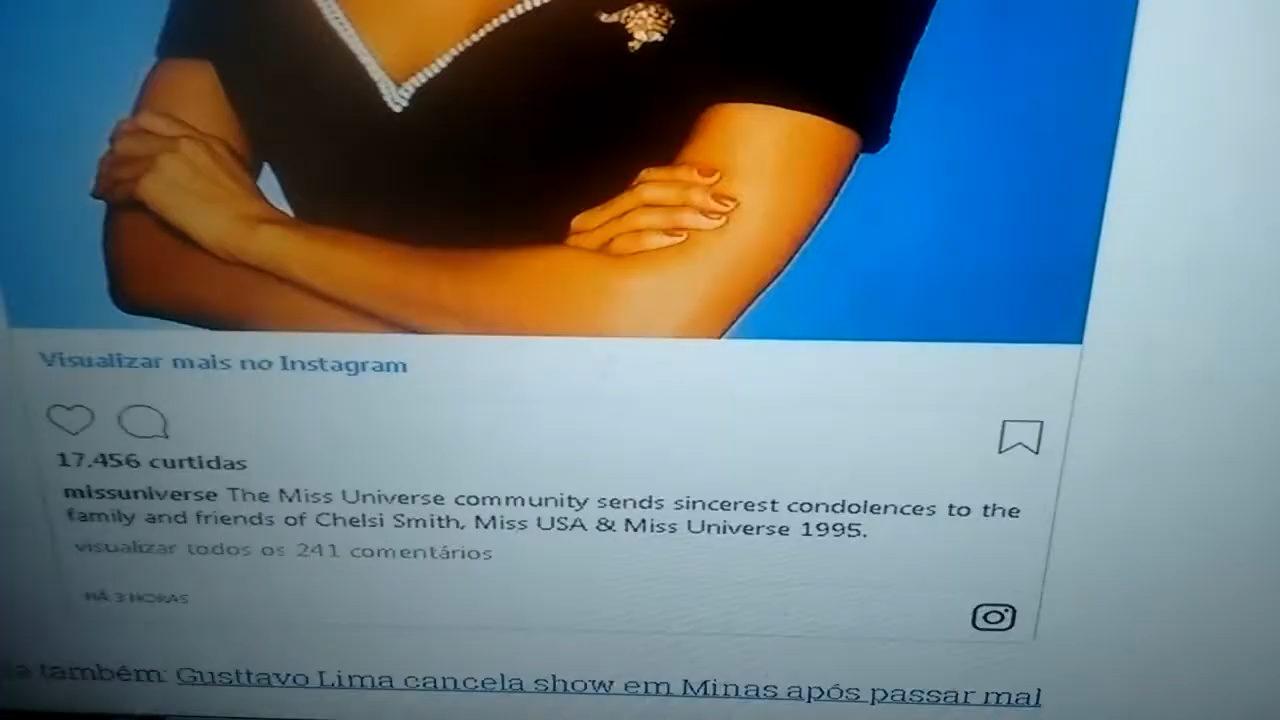 Visualizar mais no Instagram
17.456 curtidas
missuniverse The Miss Universe community sends sincerest condolences to the
family and friends of Chelsi Smith, Miss USA & Miss Universe 1995.
visualizar todos os 241 comentários
HÁ 3 HORAS
também: Gusttavo Lima cancela show em Minas após passar mal